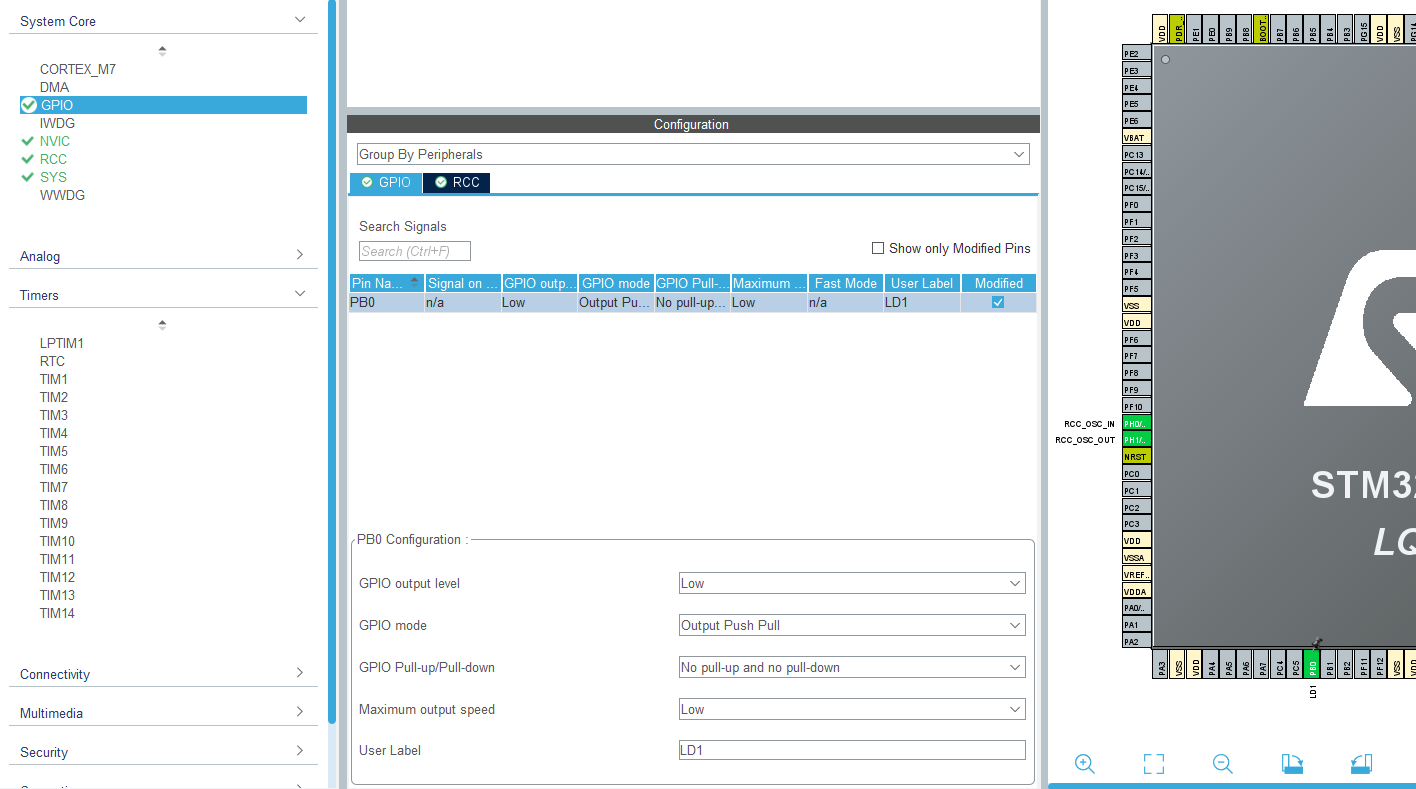 System Core
CORTEX_M7
DMA
GPIO
IWDG
NVIC
RCC
SYS
WWDG
Analog
Timers
LPTIM1
RTC
TIM1
TIM2
TIM3
TIM4
TIM5
TIM6
TIM7
TIM8
TIM9
TIM10
TIM11
TIM12
TIM13
TIM14
Connectivity
Multimedia
Security
Configuration
Group By Peripherals
GPIO RCC
Search Signals
Search (Ctrl+F) Show only Modified Pins
Pin Na... Signal on ... GPIO outp... GPIO mode GPIO Pull-... Maximum ... Fast Mode User Label Modified
PB0 n/a Low Output Pu... No pull-up... Low n/a LD1
PB0 Configuration :
GPIO output level Low
GPIO mode Output Push Pull
GPIO Pull-up/Pull-down No pull-up and no pull-down
Maximum output speed Low
User Label LD1
VDD PDR_.. PE1 PE0 PB9 PB8 BOOT.. PB7 PB6 PB5 PB4 PB3 PG15 VDD VSS PG14
PE2
PE3
PE4
PE5
PE6
VBAT
PC13
PC14/..
PC15/..
PF0
PF1
PF2
PF3
PF4
PF5
VSS
VDD
PF6
PF7
PF8
PF9
PF10
RCC_OSC_IN PH0/..
RCC_OSC_OUT PH1/..
NRST
PC0
PC1
PC2
PC3
VDD
VSSA
VREF..
VDDA
PA0/..
PA1
PA2
STM32
LQ
PA3 VSS VDD PA4 PA5 PA6 PA7 PC4 PC5 PB0 PB1 PB2 PF11 PF12 VSS VDD
LD1